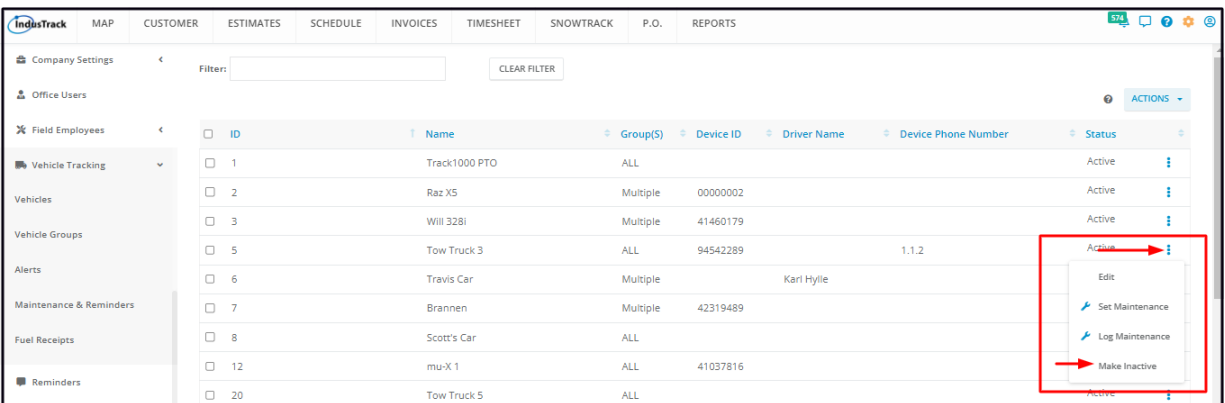 IndusTrack MAP CUSTOMER ESTIMATES SCHEDULE INVOICES TIMESHEET SNOWTRACK P.O. REPORTS 574
Company Settings
Office Users
Field Employees
Vehicle Tracking
Vehicles
Vehicle Groups
Alerts
Maintenance & Reminders
Fuel Receipts
Reminders
Filter: CLEAR FILTER
ACTIONS
ID Name Group(S) Device ID Driver Name Device Phone Number Status
1 Track1000 PTO ALL Active
2 Raz X5 Multiple 00000002 Active
3 Will 328i Multiple 41460179 Active
5 Tow Truck 3 ALL 94542289 1.1.2 Active
6 Travis Car Multiple Karl Hylle
7 Brannen Multiple 42319489
8 Scott's Car ALL
12 mu-X 1 ALL 41037816
20 Tow Truck 5 ALL Active
Edit
Set Maintenance
Log Maintenance
Make Inactive